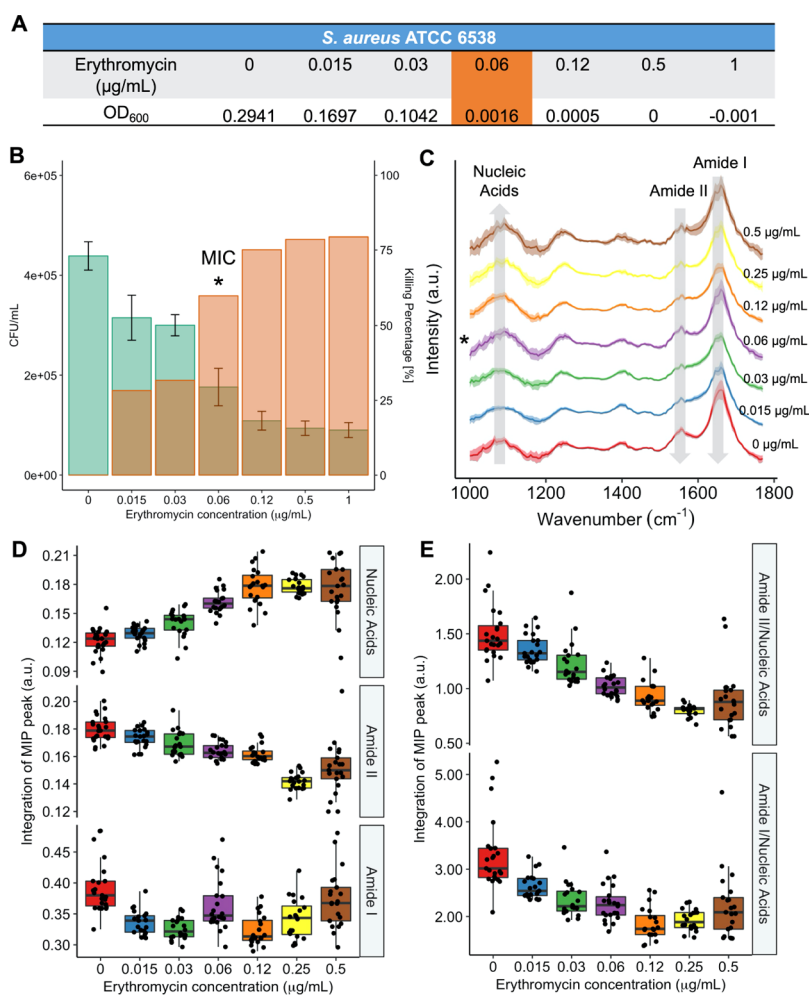 A
S. aureus ATCC 6538
Erythromycin (µg/mL) 0 0.015 0.03 0.06 0.12 0.5 1
OD600 0.2941 0.1697 0.1042 0.0016 0.0005 0 -0.001
B
6e+05
4e+05
2e+05
0e+00
CFU/mL
MIC
*
100
75
50
25
0
Killing Percentage [%]
0 0.015 0.03 0.06 0.12 0.5 1
Erythromycin concentration (µg/mL)
C
Nucleic
Acids
Amide II
Amide I
0.5 µg/mL
0.25 µg/mL
0.12 µg/mL
* 0.06 µg/mL
0.03 µg/mL
0.015 µg/mL
0 µg/mL
Intensity (a.u.)
1000 1200 1400 1600 1800
Wavenumber (cm-1)
D
Integration of MIP peak (a.u.)
0.21
0.18
0.15
0.12
0.09
Nucleic Acids
0.20
0.18
0.16
0.14
0.12
Amide II
0.45
0.40
0.35
0.30
Amide I
0 0.015 0.03 0.06 0.12 0.25 0.5
Erythromycin concentration (µg/mL)
E
Integration of MIP peak (a.u.)
2.00
1.50
1.00
0.50
Amide II/Nucleic Acids
5.00
4.00
3.00
2.00
Amide I/Nucleic Acids
0 0.015 0.03 0.06 0.12 0.25 0.5
Erythromycin concentration (µg/mL)